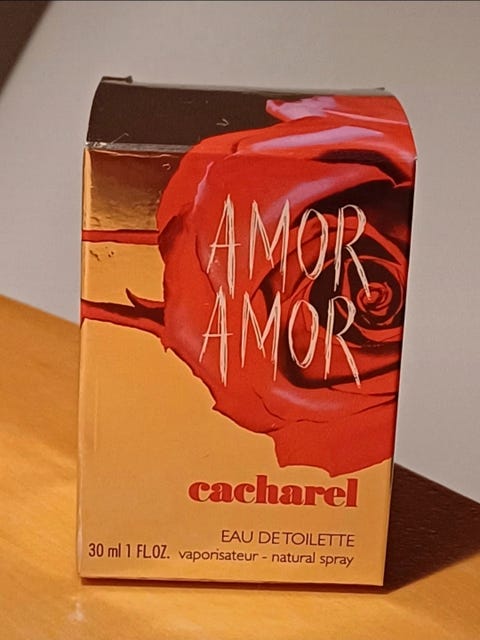 AMOR
AMOR
cacharel
EAU DE TOILETTE
30 ml 1 FL.OZ. vaporisateur - natural spray